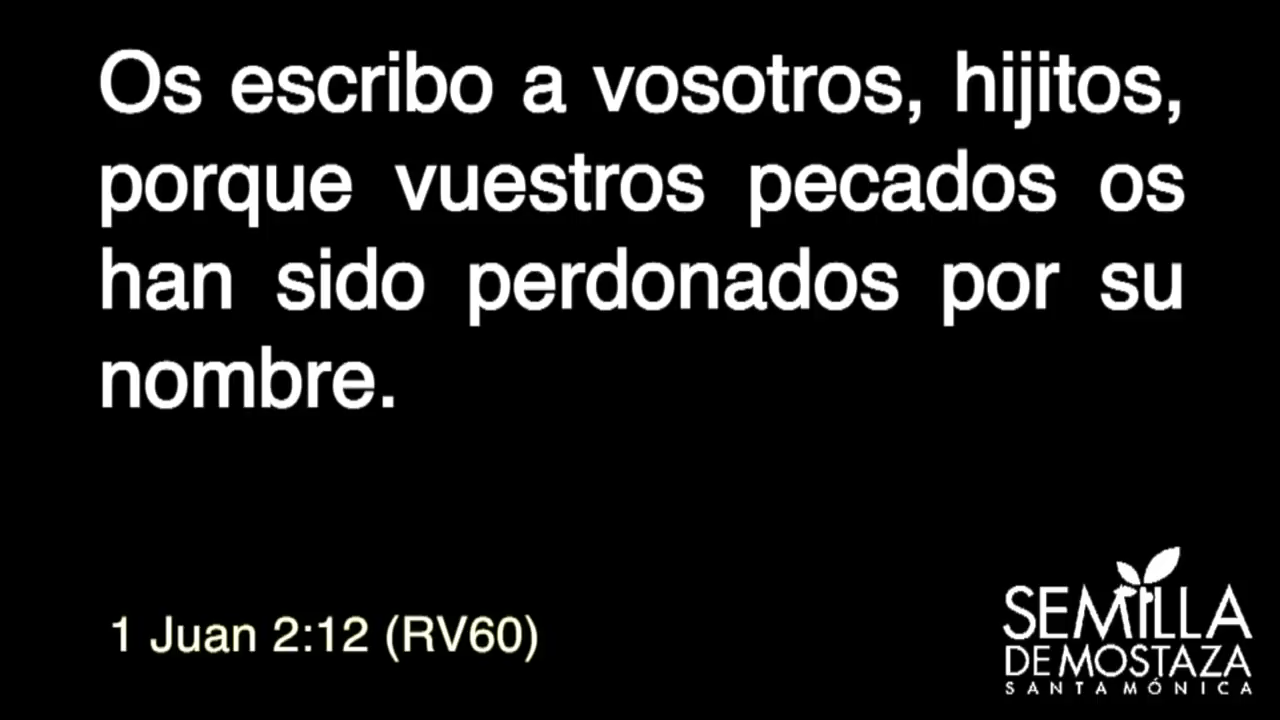 Os escribo a vosotros, hijitos,
porque vuestros pecados os
han sido perdonados por su
nombre.
1 Juan 2:12 (RV60)
SEMILLA
DE MOSTAZA
SANTA MÓNICA